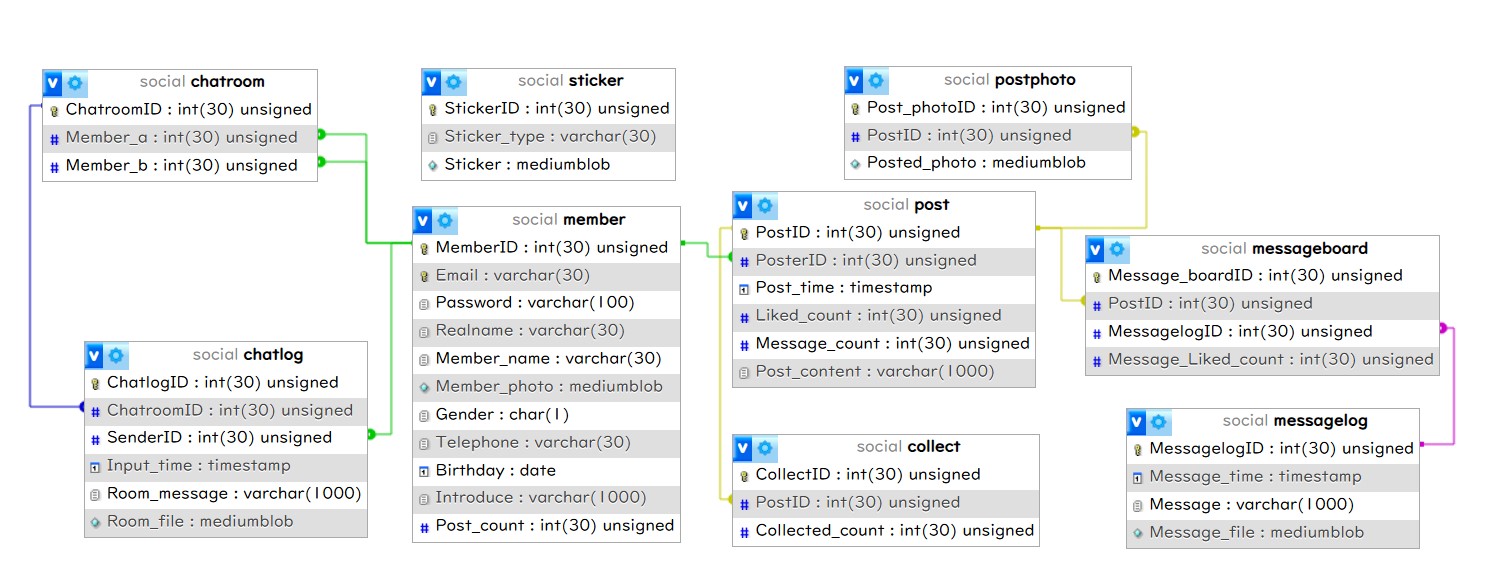 social chatroom
ChatroomID : int(30) unsigned
Member_a : int(30) unsigned
Member_b : int(30) unsigned
social sticker
StickerID : int(30) unsigned
Sticker_type : varchar(30)
Sticker : mediumblob
social postphoto
Post_photoID : int(30) unsigned
PostID : int(30) unsigned
Posted_photo : mediumblob
social member
MemberID : int(30) unsigned
Email : varchar(30)
Password : varchar(100)
Realname : varchar(30)
Member_name : varchar(30)
Member_photo : mediumblob
Gender : char(1)
Telephone : varchar(30)
Birthday : date
Introduce : varchar(1000)
Post_count : int(30) unsigned
social post
PostID : int(30) unsigned
PosterID : int(30) unsigned
Post_time : timestamp
Liked_count : int(30) unsigned
Message_count : int(30) unsigned
Post_content : varchar(1000)
social messageboard
Message_boardID : int(30) unsigned
PostID : int(30) unsigned
MessagelogID : int(30) unsigned
Message_Liked_count : int(30) unsigned
social chatlog
ChatlogID : int(30) unsigned
ChatroomID : int(30) unsigned
SenderID : int(30) unsigned
Input_time : timestamp
Room_message : varchar(1000)
Room_file : mediumblob
social collect
CollectID : int(30) unsigned
PostID : int(30) unsigned
Collected_count : int(30) unsigned
social messagelog
MessagelogID : int(30) unsigned
Message_time : timestamp
Message : varchar(1000)
Message_file : mediumblob